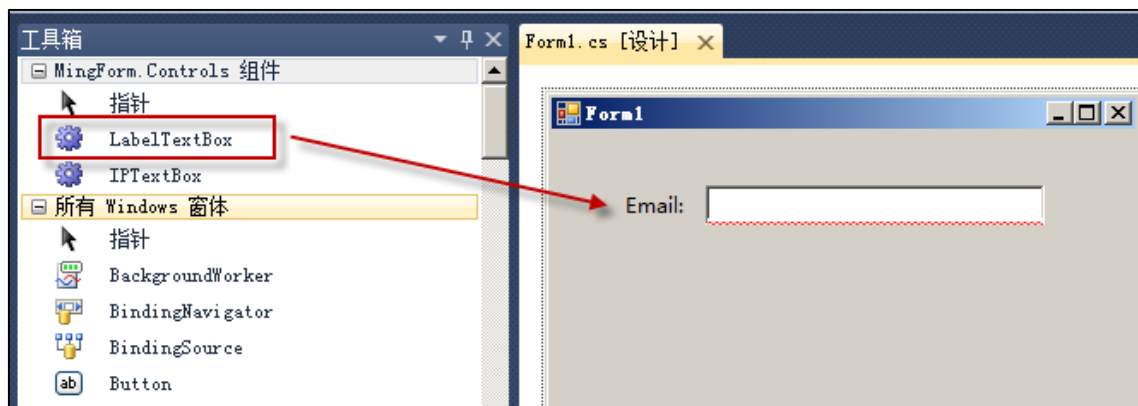 工具箱
MingForm.Controls 组件
指针
LabelTextBox
IPTextBox
所有 Windows 窗体
指针
BackgroundWorker
BindingNavigator
BindingSource
ab Button
Form1.cs [设计]
Form1
Email: